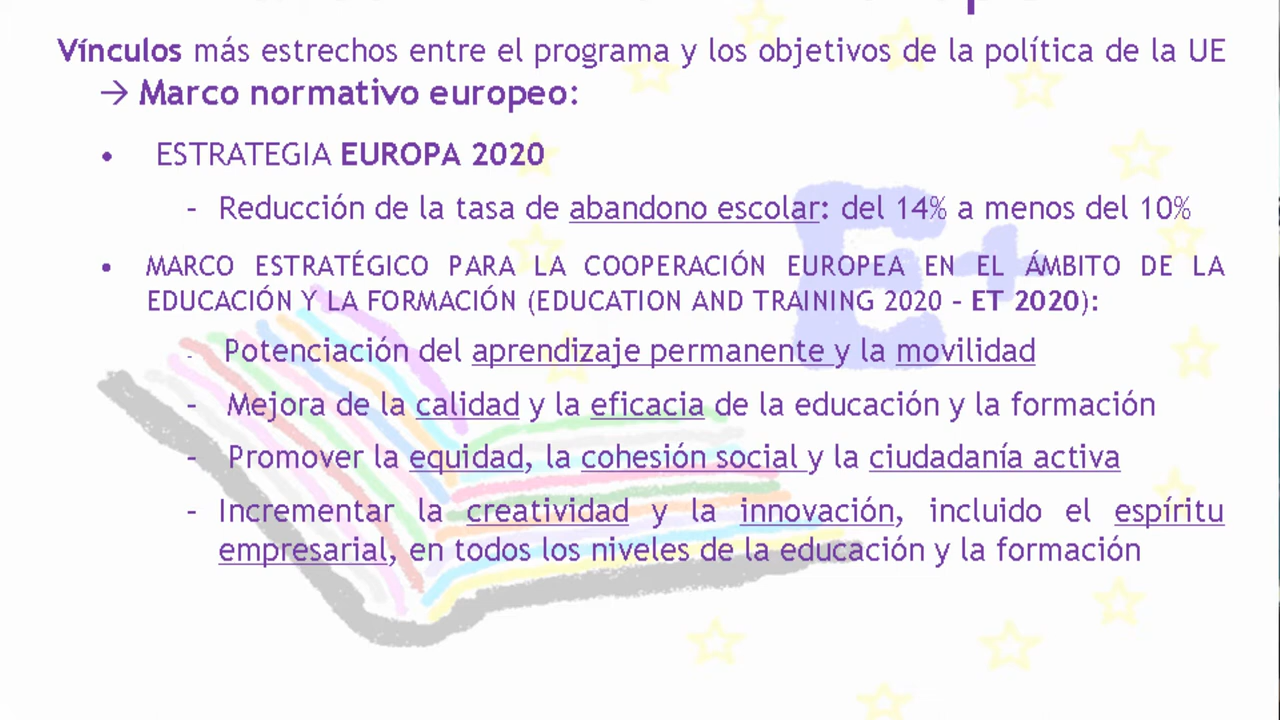 Vínculos más estrechos entre el programa y los objetivos de la política de la UE
→ Marco normativo europeo:
• ESTRATEGIA EUROPA 2020
– Reducción de la tasa de abandono escolar: del 14% a menos del 10%
• MARCO ESTRATÉGICO PARA LA COOPERACIÓN EUROPEA EN EL ÁMBITO DE LA
EDUCACIÓN Y LA FORMACIÓN (EDUCATION AND TRAINING 2020 – ET 2020):
- Potenciación del aprendizaje permanente y la movilidad
– Mejora de la calidad y la eficacia de la educación y la formación
– Promover la equidad, la cohesión social y la ciudadanía activa
– Incrementar la creatividad y la innovación, incluido el espíritu
empresarial, en todos los niveles de la educación y la formación
E+